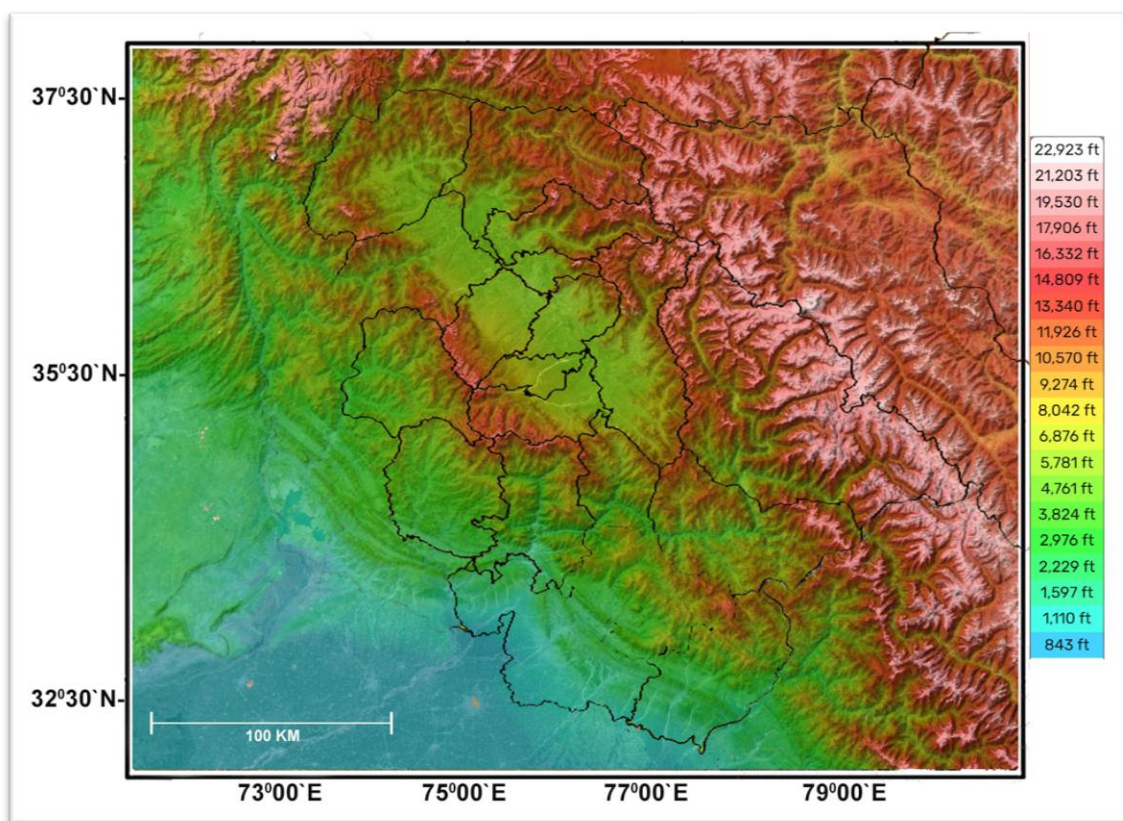 37⁰30`N
35⁰30`N
32⁰30`N
100 KM
73⁰00`E
75⁰00`E
77⁰00`E
79⁰00`E
22,923 ft
21,203 ft
19,530 ft
17,906 ft
16,332 ft
14,809 ft
13,340 ft
11,926 ft
10,570 ft
9,274 ft
8,042 ft
6,876 ft
5,781 ft
4,761 ft
3,824 ft
2,976 ft
2,229 ft
1,597 ft
1,110 ft
843 ft